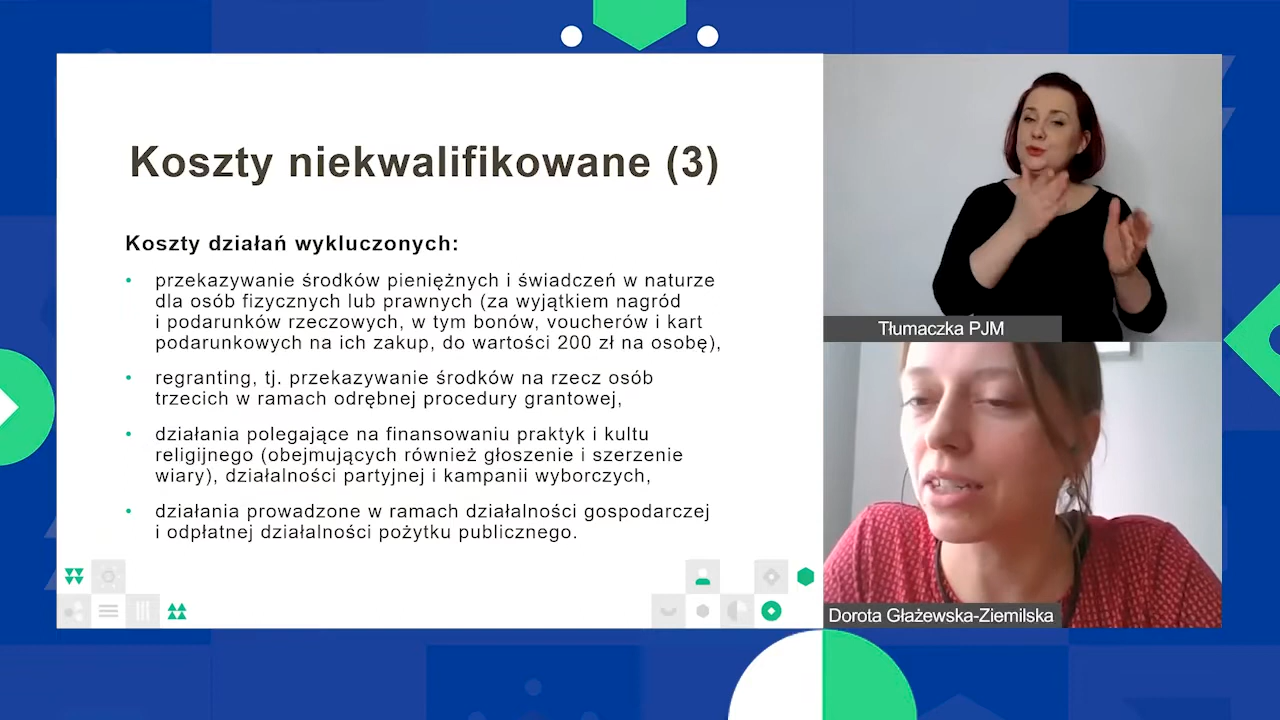 Koszty niekwalifikowane (3)
Koszty działań wykluczonych:
• przekazywanie środków pieniężnych i świadczeń w naturze
dla osób fizycznych lub prawnych (za wyjątkiem nagród
i podarunków rzeczowych, w tym bonów, voucherów i kart
podarunkowych na ich zakup, do wartości 200 zł na osobę),
• regranting, tj. przekazywanie środków na rzecz osób
trzecich w ramach odrębnej procedury grantowej,
• działania polegające na finansowaniu praktyk i kultu
religijnego (obejmujących również głoszenie i szerzenie
wiary), działalności partyjnej i kampanii wyborczych,
• działania prowadzone w ramach działalności gospodarczej
i odpłatnej działalności pożytku publicznego.
Tłumaczka PJM
Dorota Głażewska-Ziemilska